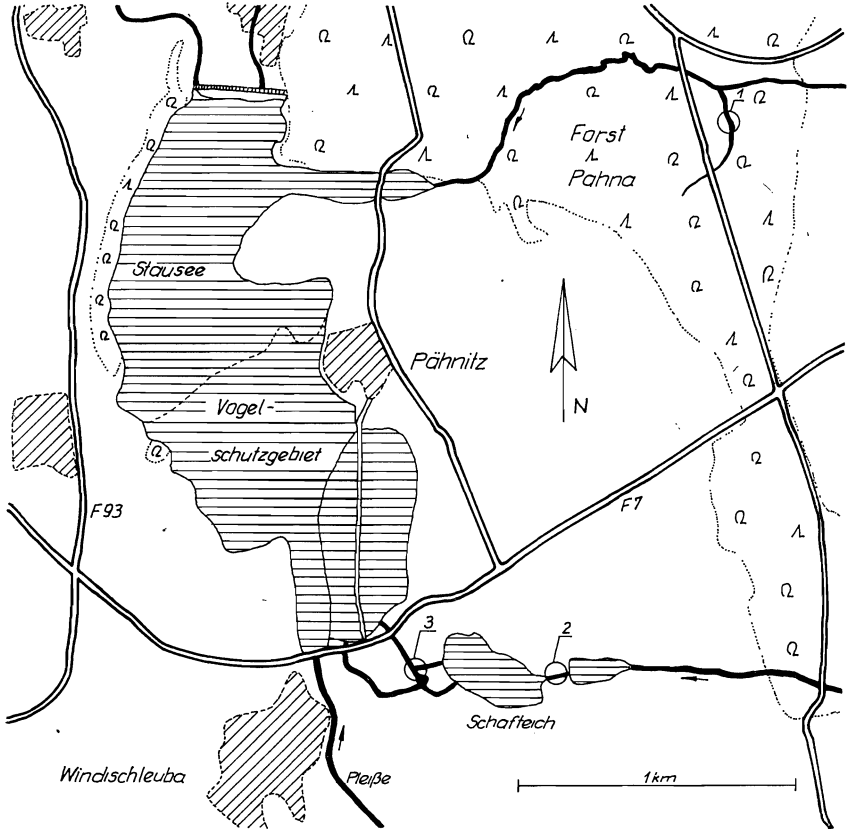 1
Forst
Pahna
Stausee
Pähnitz
Vogel-
schutzgebiet
N
F93
F7
3
2
Schafteich
Windischleuba
Pleiße
1km